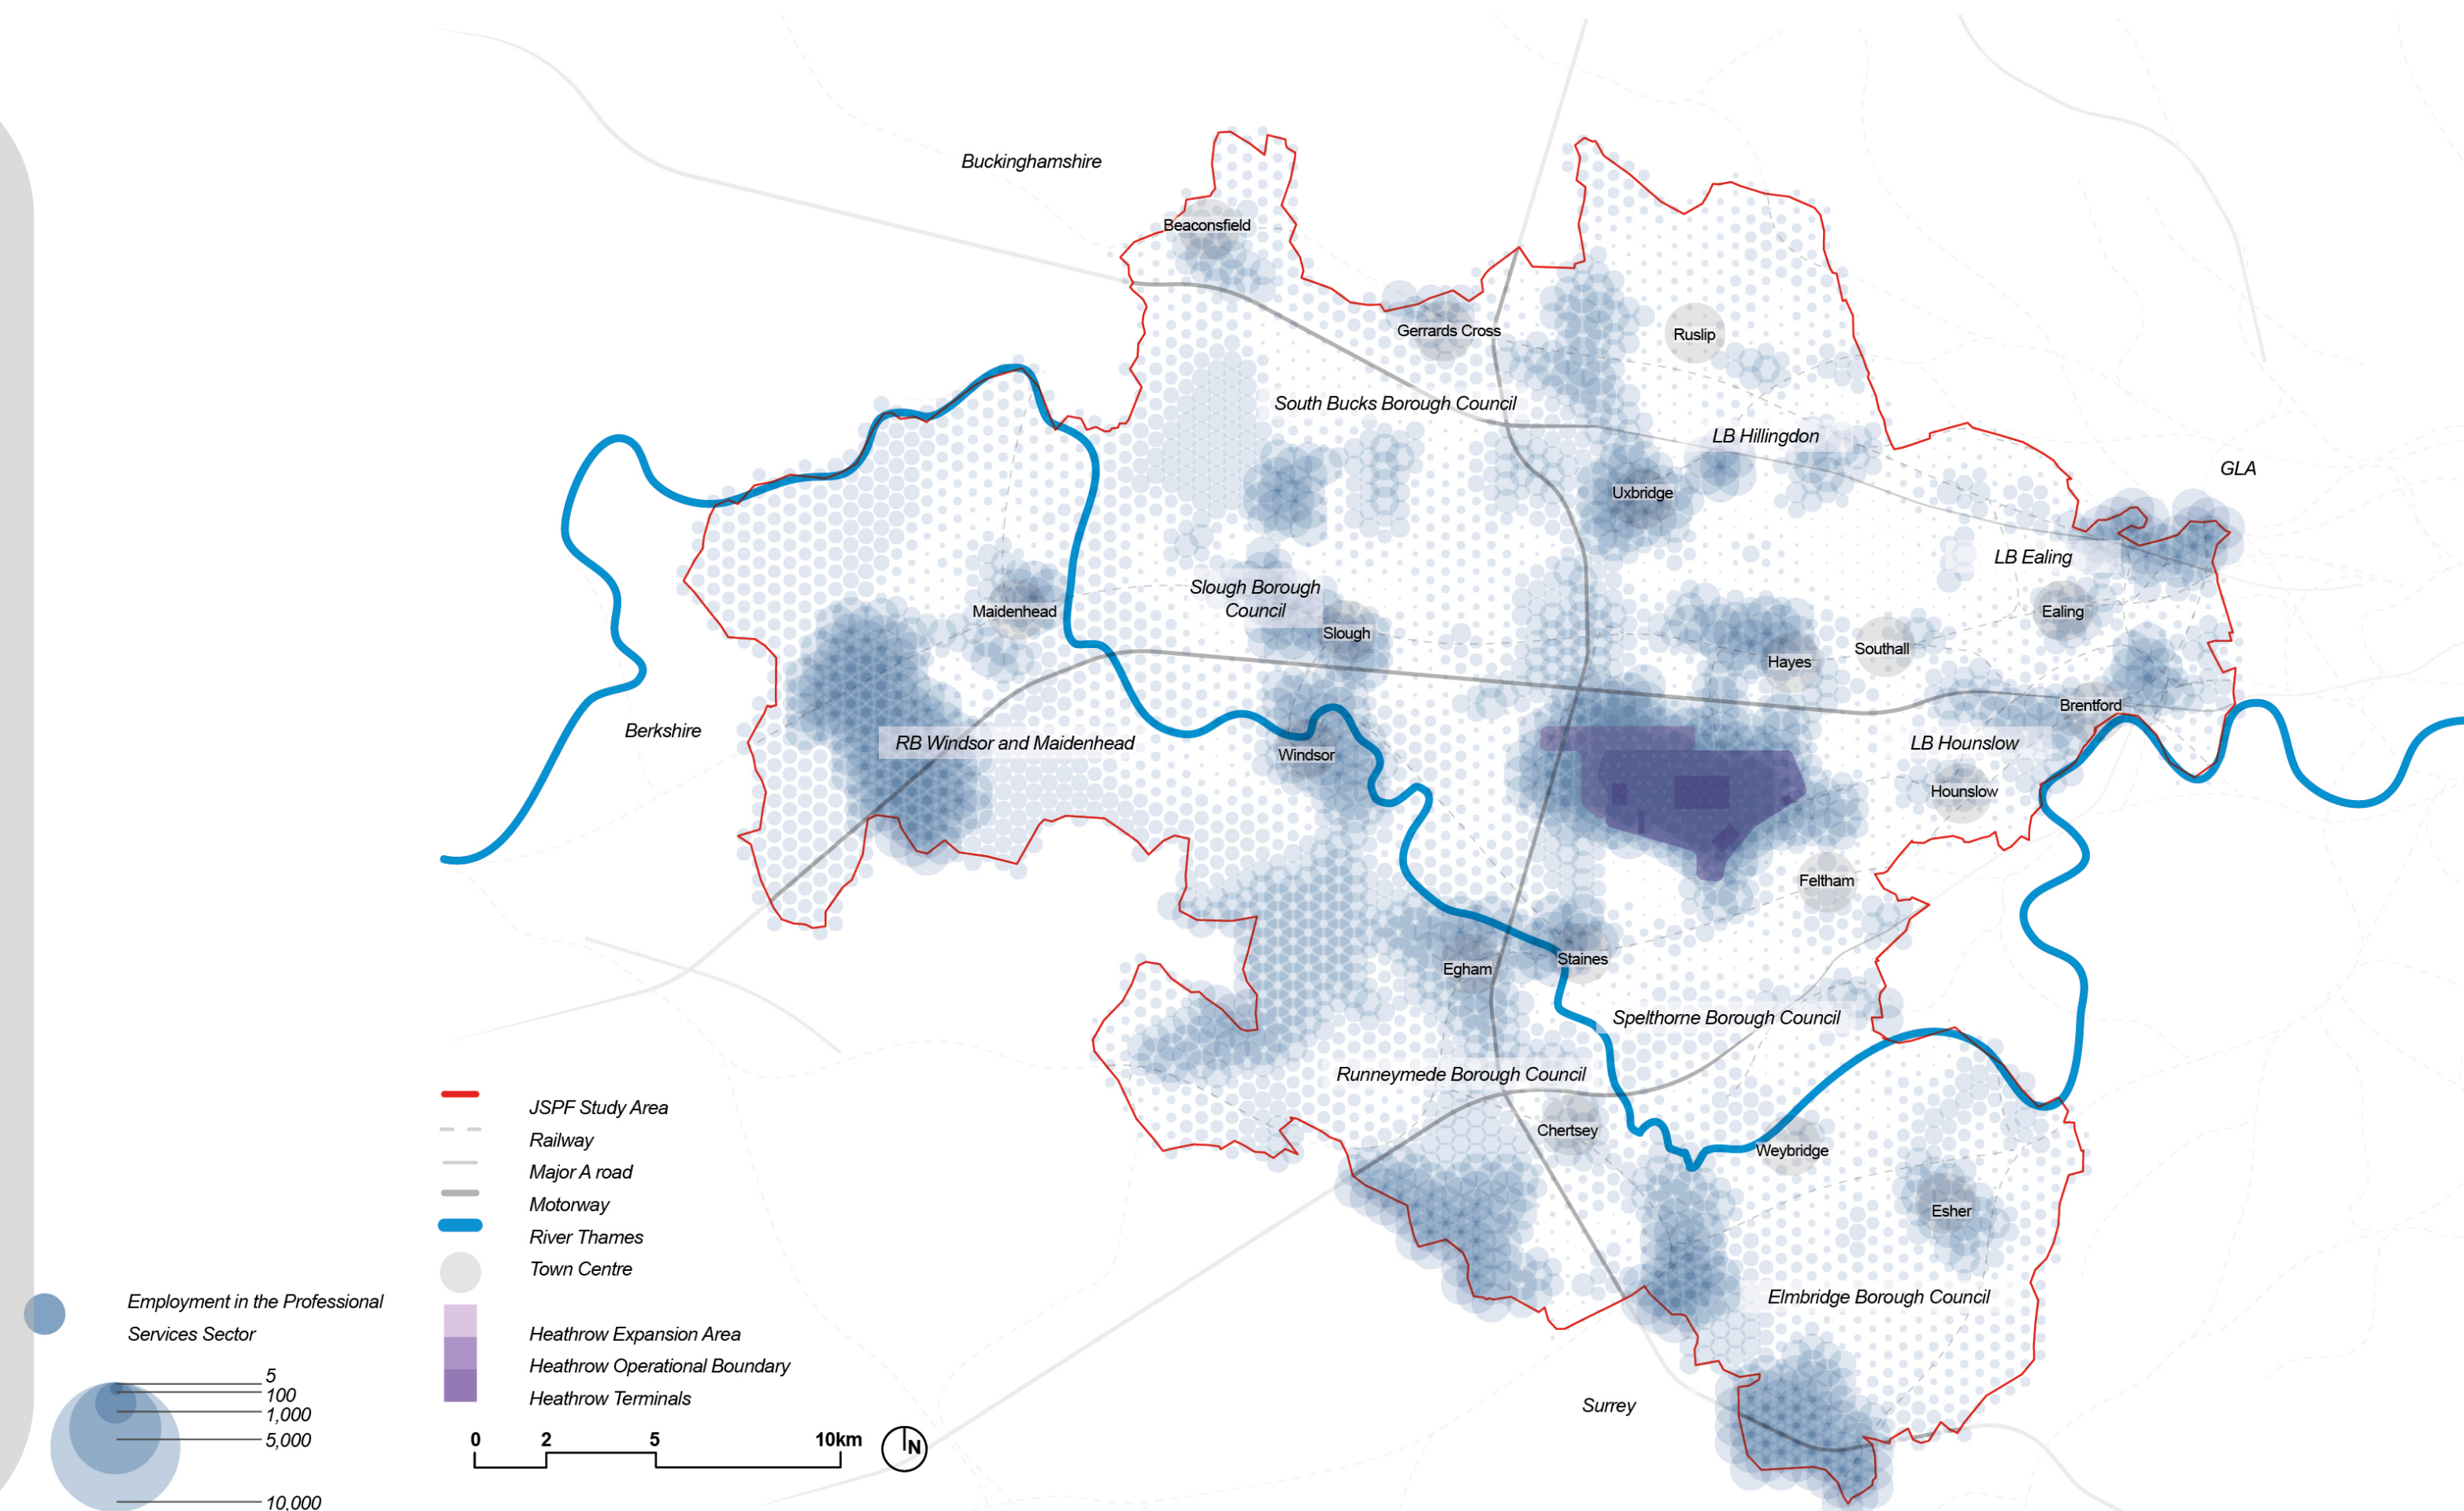 Buckinghamshire
Beaconsfield
Gerrards Cross
Ruslip
South Bucks Borough Council
LB Hillingdon
GLA
Uxbridge
LB Ealing
Slough Borough
Council
Maidenhead
Ealing
Slough
Southall
Hayes
Brentford
Berkshire
RB Windsor and Maidenhead
LB Hounslow
Windsor
Hounslow
Feltham
Staines
Egham
Spelthorne Borough Council
Runneymede Borough Council
Chertsey
Weybridge
Esher
Elmbridge Borough Council
Surrey
JSPF Study Area
Railway
Major A road
Motorway
River Thames
Town Centre
Heathrow Expansion Area
Heathrow Operational Boundary
Heathrow Terminals
0 2 5 10km
N
Employment in the Professional
Services Sector
5
100
1,000
5,000
10,000